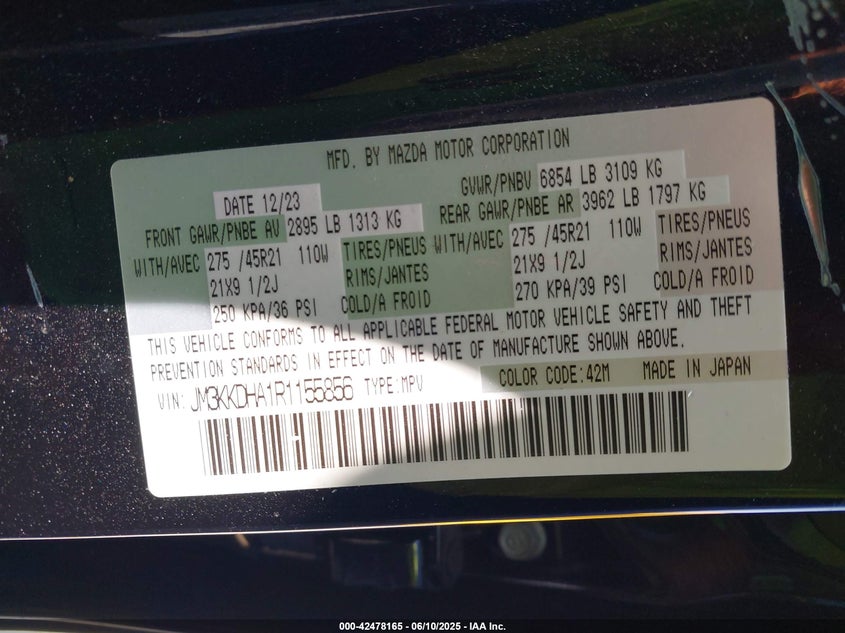 MFD. BY MAZDA MOTOR CORPORATION
DATE 12/23 GVWR/PNBV 6854 LB 3109 KG
FRONT GAWR/PNBE AV 2895 LB 1313 KG REAR GAWR/PNBE AR 3962 LB 1797 KG
WITH/AVEC 275 /45R21 110W TIRES/PNEUS WITH/AVEC 275 /45R21 110W TIRES/PNEUS
21X9 1/2J RIMS/JANTES 21X9 1/2J RIMS/JANTES
250 KPA/36 PSI COLD/A FROID 270 KPA/39 PSI COLD/A FROID
THIS VEHICLE CONFORMS TO ALL APPLICABLE FEDERAL MOTOR VEHICLE SAFETY AND THEFT
PREVENTION STANDARDS IN EFFECT ON THE DATE OF MANUFACTURE SHOWN ABOVE.
VIN: JM3KKDHA1R1155856 TYPE:MPV COLOR CODE:42M MADE IN JAPAN
000-42478165 - 06/10/2025 - IAA Inc.